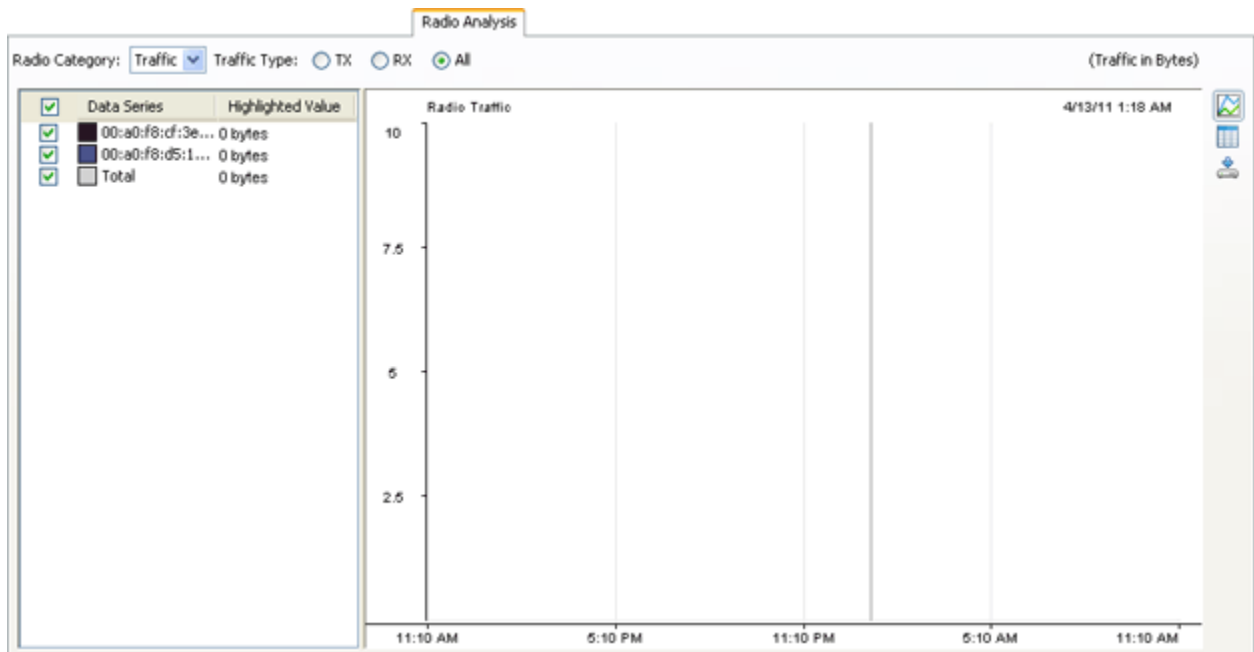 Radio Analysis
Radio Category: Traffic Traffic Type: TX RX All (Traffic in Bytes)
Data Series Highlighted Value
00:a0:f8:cf:3e... 0 bytes
00:a0:f8:d5:1... 0 bytes
Total 0 bytes
Radio Traffic 4/13/11 1:18 AM
10
7.5
5
2.5
11:10 AM 5:10 PM 11:10 PM 5:10 AM 11:10 AM